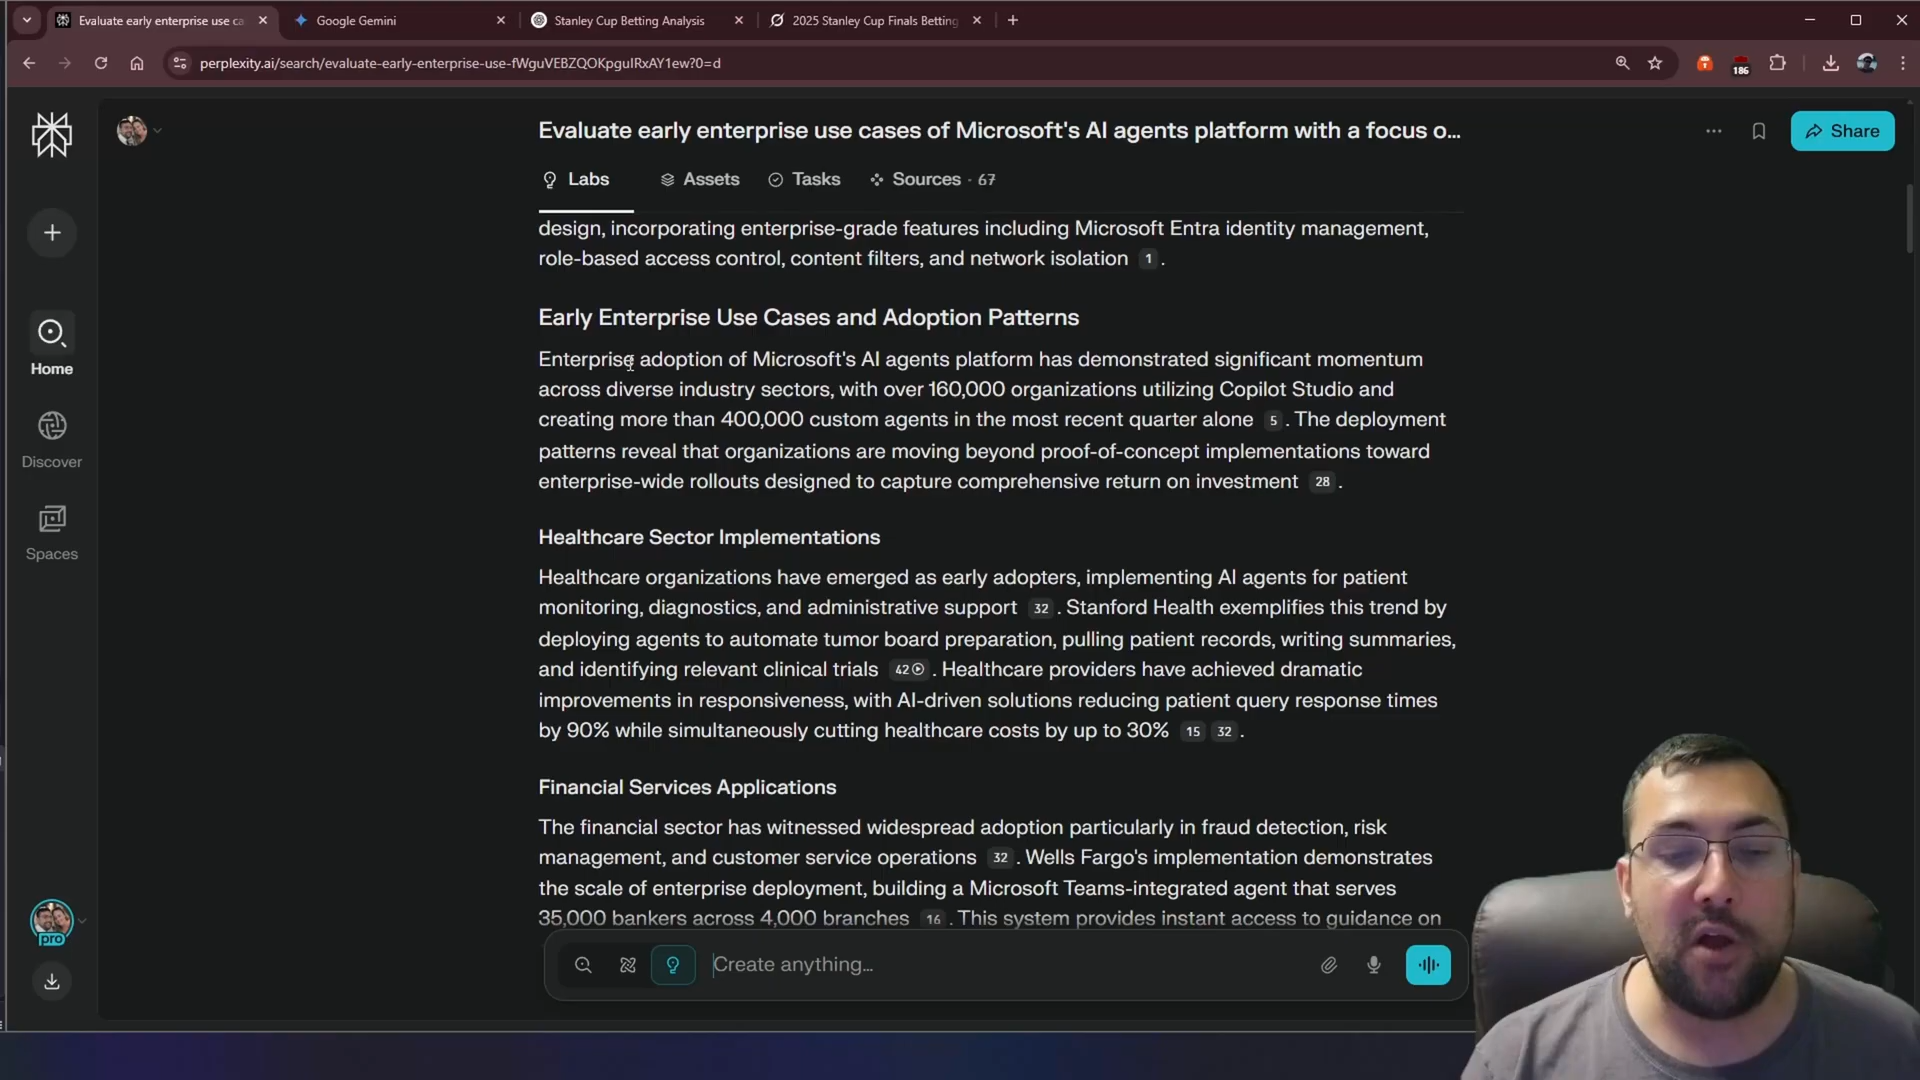 Evaluate early enterprise use ca
Google Gemini
Stanley Cup Betting Analysis
2025 Stanley Cup Finals Betting
perplexity.ai/search/evaluate-early-enterprise-use-fWguVEBZQOKpguIRxAY1ew?0=d
186
Evaluate early enterprise use cases of Microsoft's AI agents platform with a focus o...
Share
Labs
Assets
Tasks
Sources · 67
design, incorporating enterprise-grade features including Microsoft Entra identity management,
role-based access control, content filters, and network isolation 1 .
Early Enterprise Use Cases and Adoption Patterns
Enterprise adoption of Microsoft's AI agents platform has demonstrated significant momentum
across diverse industry sectors, with over 160,000 organizations utilizing Copilot Studio and
creating more than 400,000 custom agents in the most recent quarter alone 5 . The deployment
patterns reveal that organizations are moving beyond proof-of-concept implementations toward
enterprise-wide rollouts designed to capture comprehensive return on investment 28 .
Healthcare Sector Implementations
Healthcare organizations have emerged as early adopters, implementing AI agents for patient
monitoring, diagnostics, and administrative support 32 . Stanford Health exemplifies this trend by
deploying agents to automate tumor board preparation, pulling patient records, writing summaries,
and identifying relevant clinical trials 42 . Healthcare providers have achieved dramatic
improvements in responsiveness, with AI-driven solutions reducing patient query response times
by 90% while simultaneously cutting healthcare costs by up to 30% 15 32 .
Financial Services Applications
The financial sector has witnessed widespread adoption particularly in fraud detection, risk
management, and customer service operations 32 . Wells Fargo's implementation demonstrates
the scale of enterprise deployment, building a Microsoft Teams-integrated agent that serves
35,000 bankers across 4,000 branches 16 . This system provides instant access to guidance on
Create anything...
Home
Discover
Spaces
pro